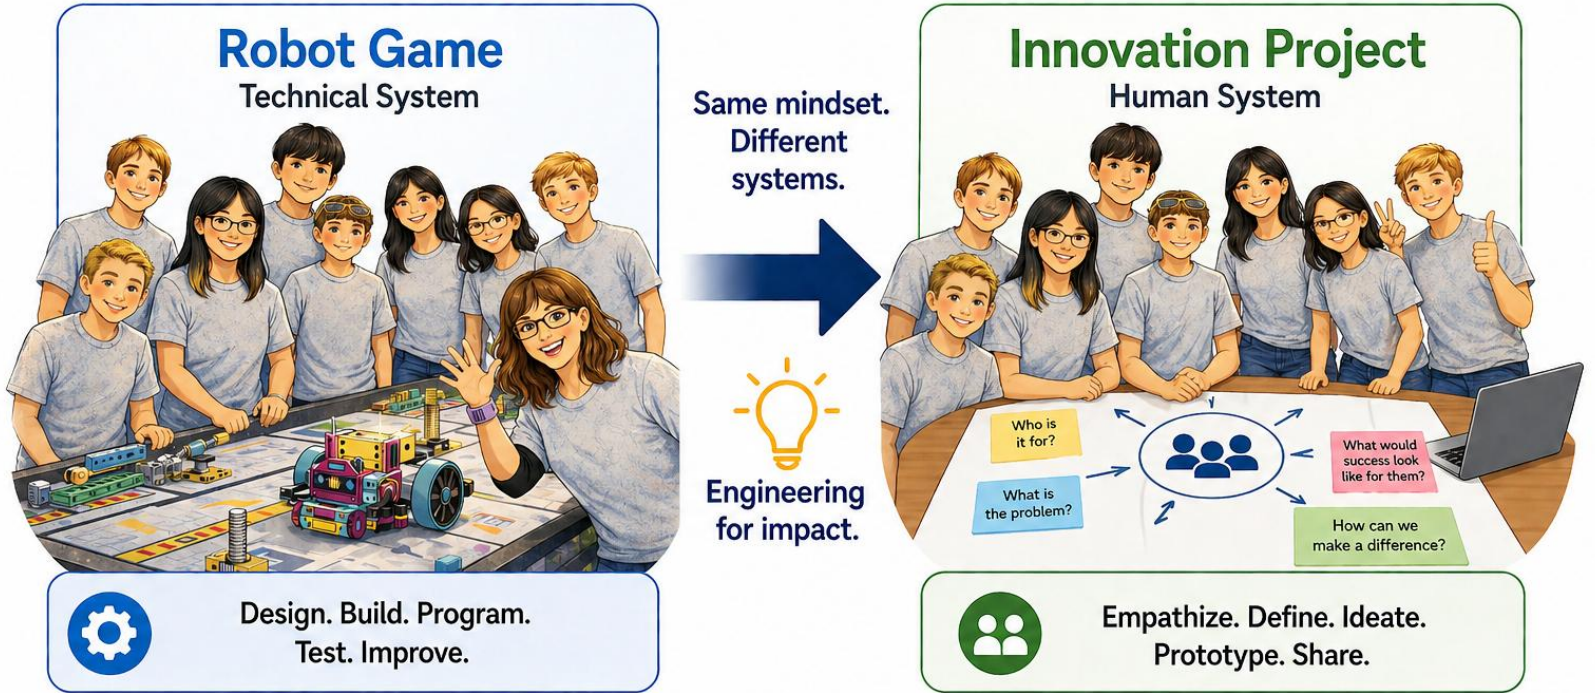 Robot Game
Technical System
Design. Build. Program.
Test. Improve.
Same mindset.
Different
systems.
Engineering
for impact.
Innovation Project
Human System
Who is
it for?
What is
the problem?
What would
success look
like for them?
How can we
make a difference?
Empathize. Define. Ideate.
Prototype. Share.